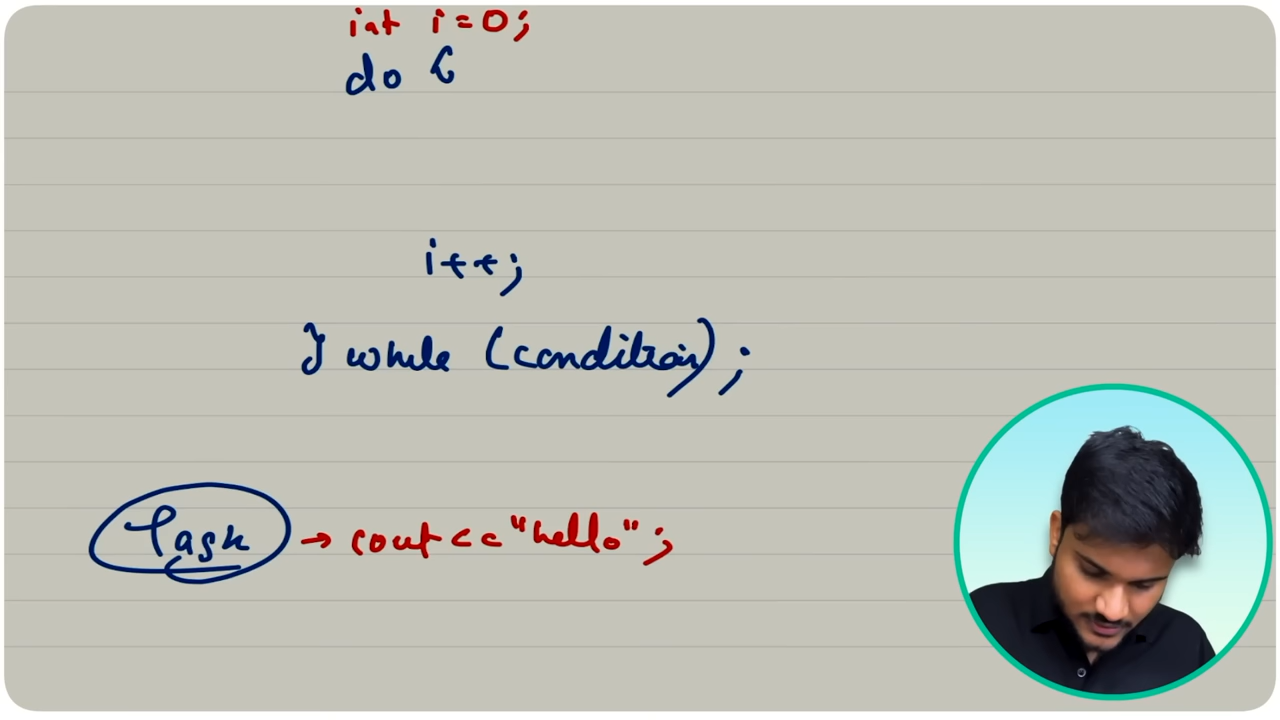 int i=0;
do {
i++;
} while (condition);
Task → cout << "hello";